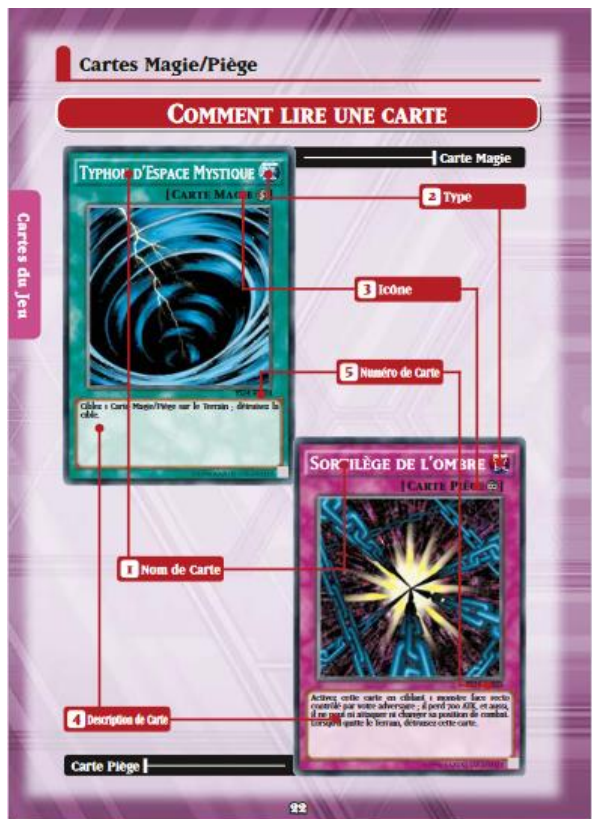 Cartes Magie/Piège
COMMENT LIRE UNE CARTE
Carte Magie
TYPHON D'ESPACE MYSTIQUE
[CARTE MAGIE]
2 Type
Cartes du Jeu
3 Icône
5 Numéro de Carte
Ciblez 1 Carte Magie/Piège sur le Terrain ; détruisez la
cible.
SORTILÈGE DE L'OMBRE
[CARTE PIÈGE]
1 Nom de Carte
Activez cette carte en ciblant 1 monstre face recto
contrôlé par votre adversaire ; il perd 700 ATK, et aussi,
il ne peut ni attaquer ni changer sa position de combat.
Lorsqu'il quitte le Terrain, détruisez cette carte.
4 Description de Carte
Carte Piège
22